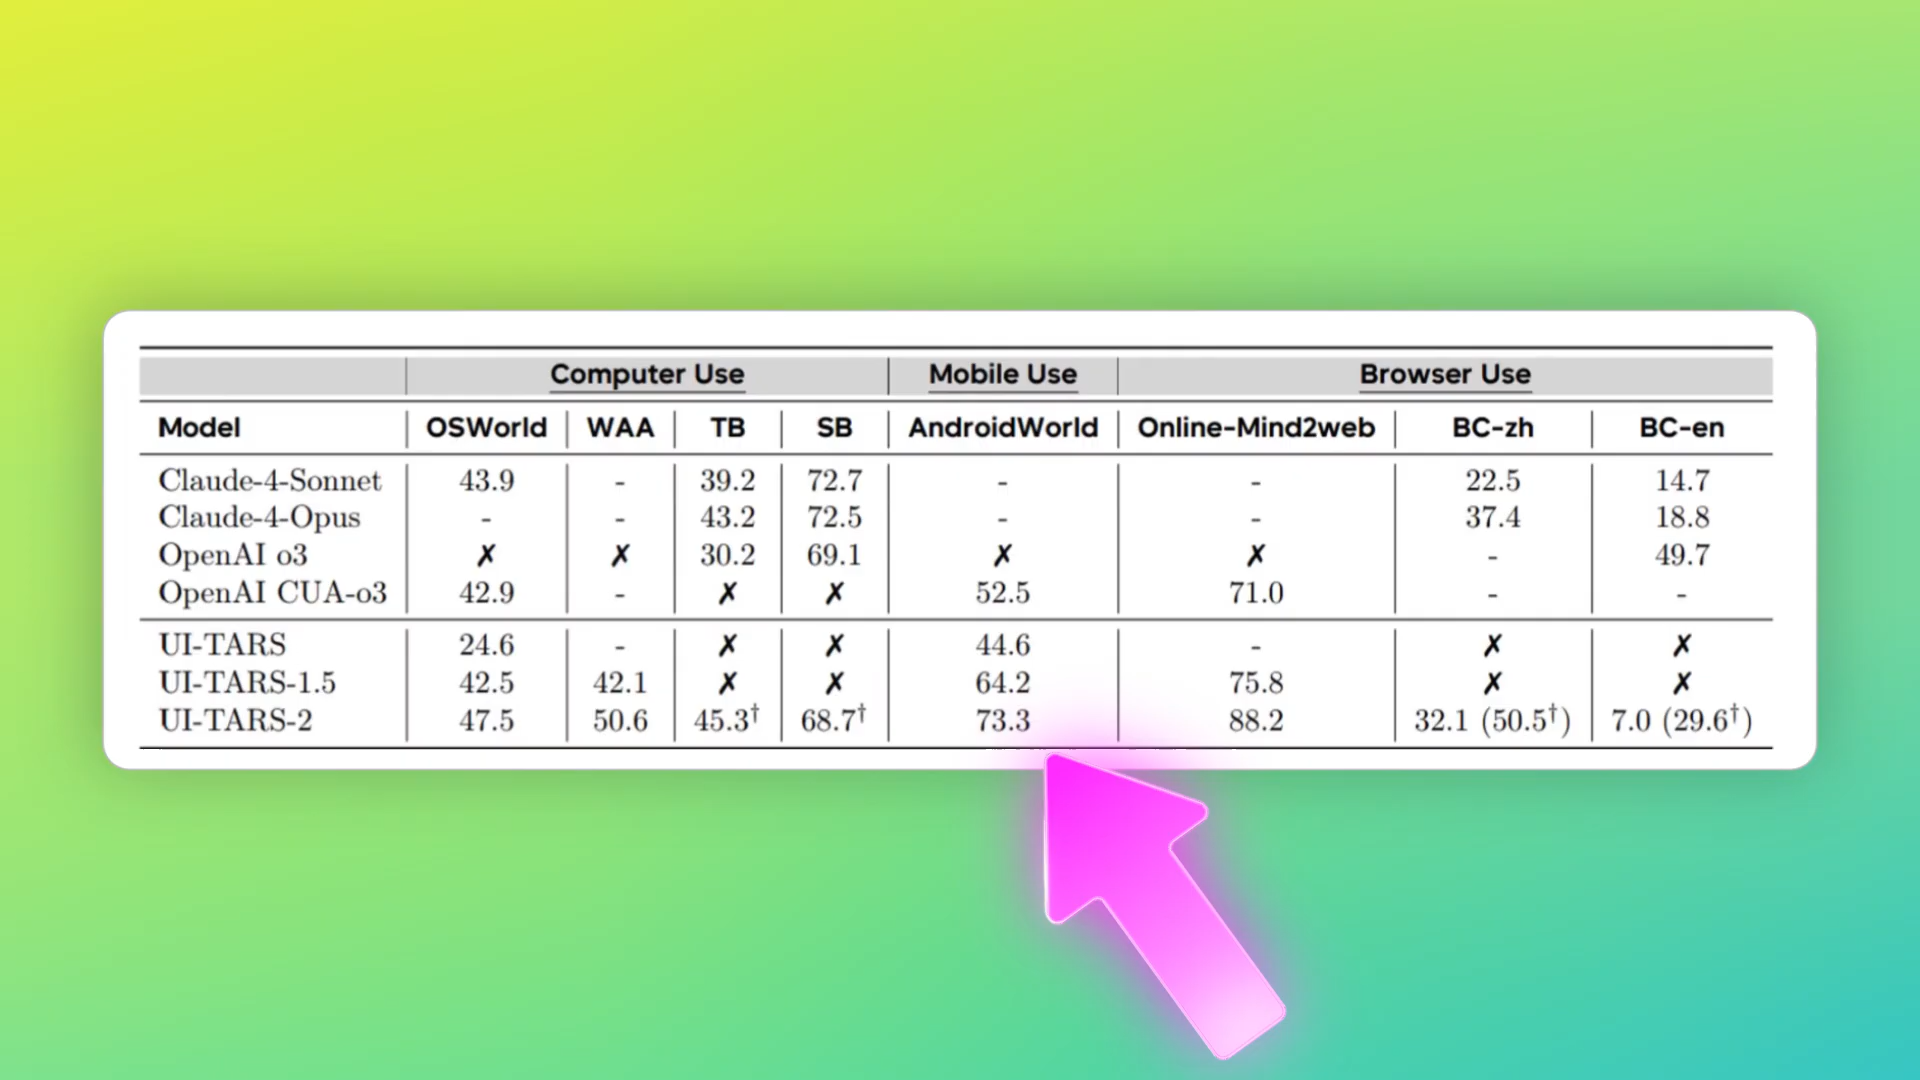 Computer Use Mobile Use Browser Use
Model OSWorld WAA TB SB AndroidWorld Online-Mind2web BC-zh BC-en
Claude-4-Sonnet 43.9 - 39.2 72.7 - - 22.5 14.7
Claude-4-Opus - - 43.2 72.5 - - 37.4 18.8
OpenAI o3 ✗ ✗ 30.2 69.1 ✗ ✗ - 49.7
OpenAI CUA-o3 42.9 - ✗ ✗ 52.5 71.0 - -
UI-TARS 24.6 - ✗ ✗ 44.6 - ✗ ✗
UI-TARS-1.5 42.5 42.1 ✗ ✗ 64.2 75.8 ✗ ✗
UI-TARS-2 47.5 50.6 45.3† 68.7† 73.3 88.2 32.1 (50.5†) 7.0 (29.6†)